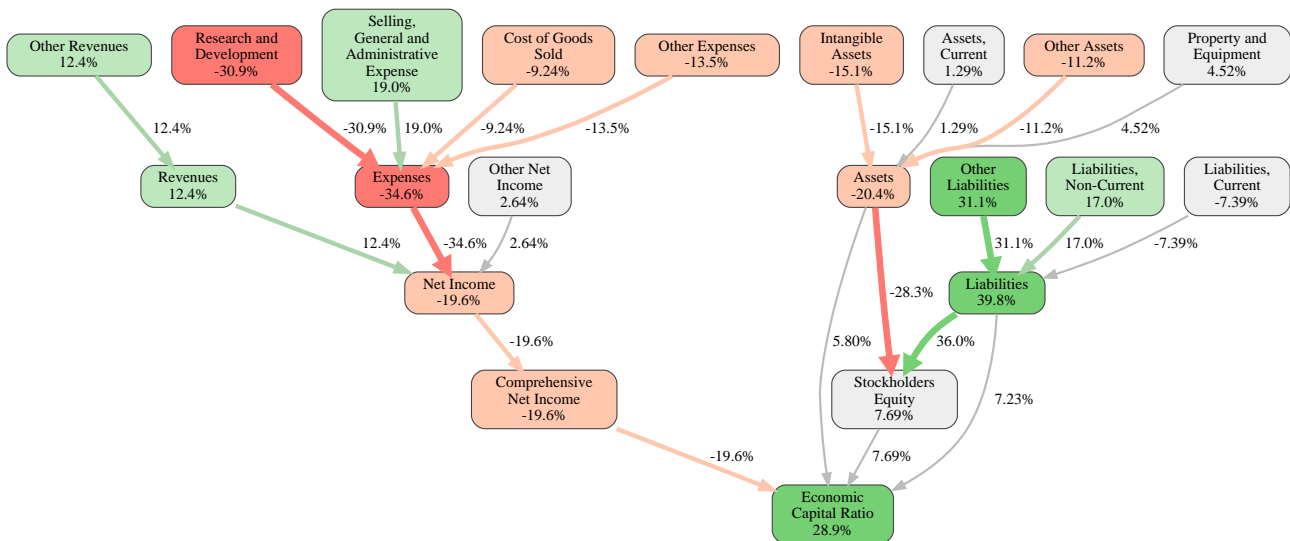 Other Revenues
12.4%
Research and
Development
-30.9%
Selling,
General and
Administrative
Expense
19.0%
Cost of Goods
Sold
-9.24%
Other Expenses
-13.5%
Intangible
Assets
-15.1%
Assets,
Current
1.29%
Other Assets
-11.2%
Property and
Equipment
4.52%
12.4%
-30.9%
19.0%
-9.24%
-13.5%
-15.1%
1.29%
-11.2%
4.52%
Revenues
12.4%
Expenses
-34.6%
Other Net
Income
2.64%
Assets
-20.4%
Other
Liabilities
31.1%
Liabilities,
Non-Current
17.0%
Liabilities,
Current
-7.39%
12.4%
-34.6%
2.64%
31.1%
17.0%
-7.39%
Net Income
-19.6%
-28.3%
Liabilities
39.8%
-19.6%
5.80%
36.0%
Comprehensive
Net Income
-19.6%
Stockholders
Equity
7.69%
7.23%
-19.6%
7.69%
Economic
Capital Ratio
28.9%